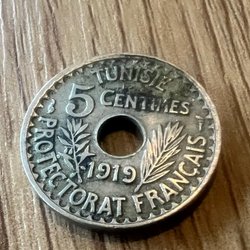 TUNISIE
5 CENTIMES
1919
PROTECTORAT FRANÇAIS